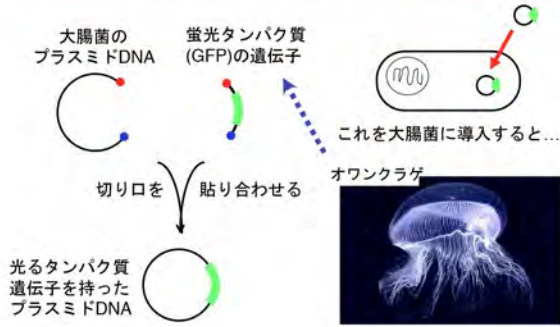 大腸菌の
プラスミドDNA
蛍光タンパク質
(GFP)の遺伝子
これを大腸菌に導入すると…
オワンクラゲ
切り口を
貼り合わせる
光るタンパク質
遺伝子を持った
プラスミドDNA